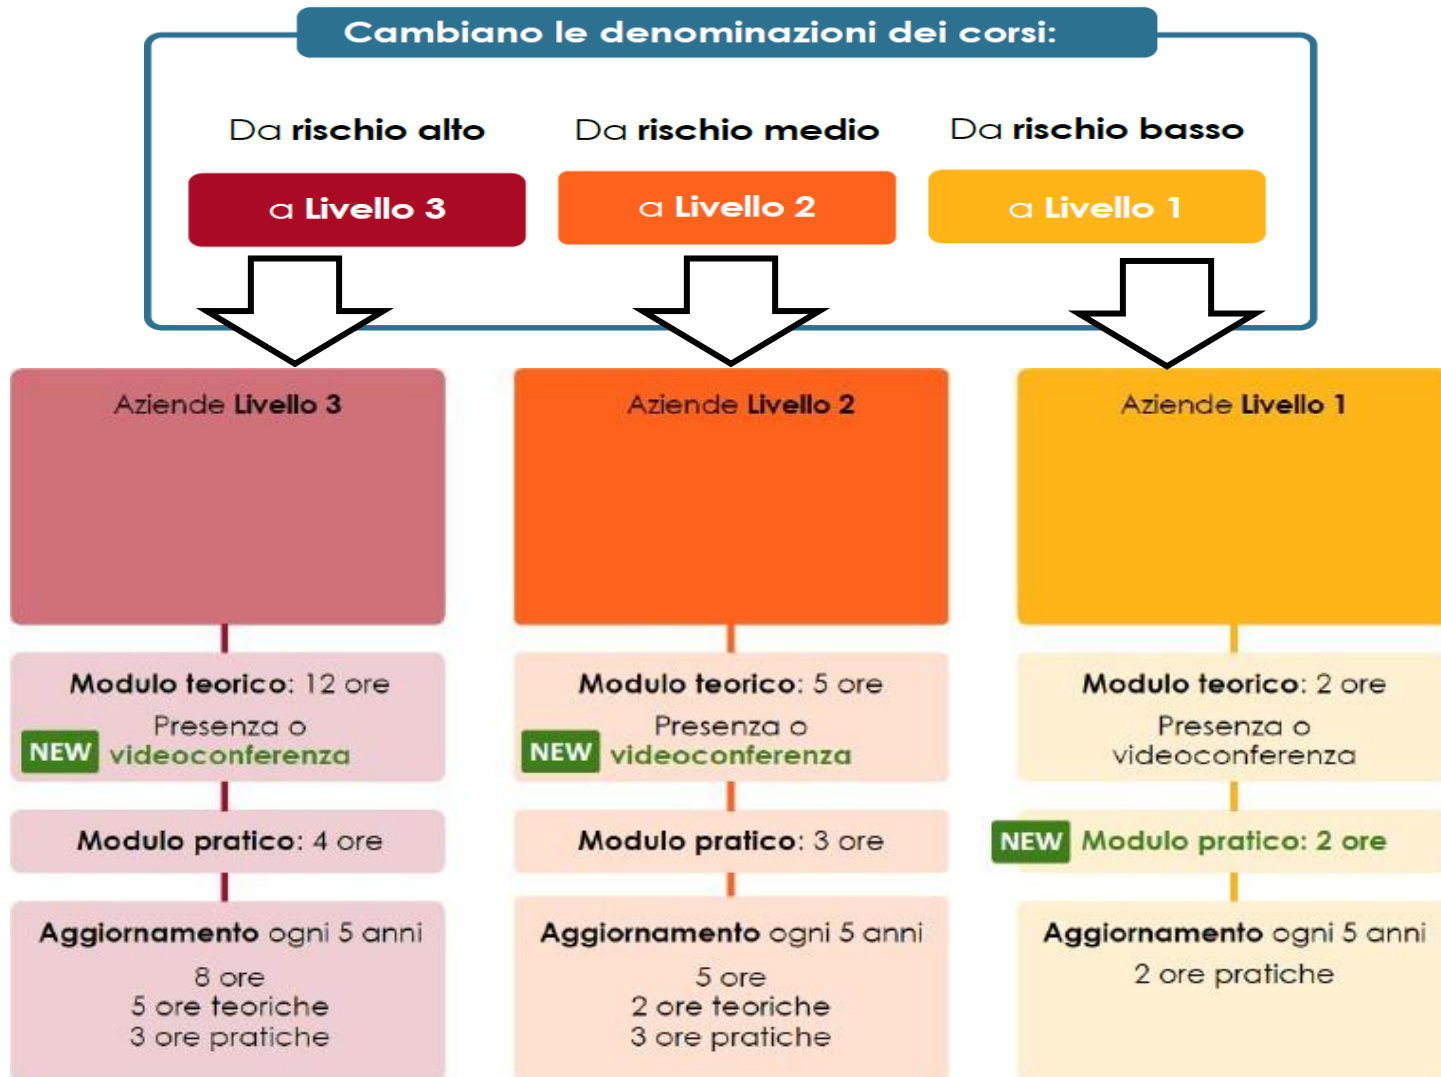 Cambiano le denominazioni dei corsi:
Da rischio alto
a Livello 3
Da rischio medio
a Livello 2
Da rischio basso
a Livello 1
Aziende Livello 3
Modulo teorico: 12 ore
Presenza o
NEW videoconferenza
Modulo pratico: 4 ore
Aggiornamento ogni 5 anni
8 ore
5 ore teoriche
3 ore pratiche
Aziende Livello 2
Modulo teorico: 5 ore
Presenza o
NEW videoconferenza
Modulo pratico: 3 ore
Aggiornamento ogni 5 anni
5 ore
2 ore teoriche
3 ore pratiche
Aziende Livello 1
Modulo teorico: 2 ore
Presenza o
videoconferenza
NEW Modulo pratico: 2 ore
Aggiornamento ogni 5 anni
2 ore pratiche